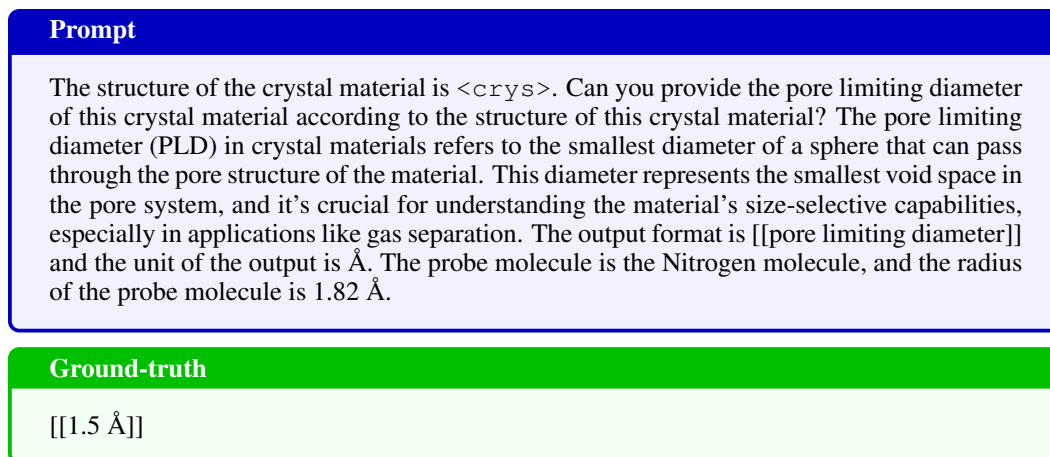 Prompt
The structure of the crystal material is <crys>. Can you provide the pore limiting diameter
of this crystal material according to the structure of this crystal material? The pore limiting
diameter (PLD) in crystal materials refers to the smallest diameter of a sphere that can pass
through the pore structure of the material. This diameter represents the smallest void space in
the pore system, and it's crucial for understanding the material's size-selective capabilities,
especially in applications like gas separation. The output format is [[pore limiting diameter]]
and the unit of the output is Å. The probe molecule is the Nitrogen molecule, and the radius
of the probe molecule is 1.82 Å.
Ground-truth
[[1.5 Å]]